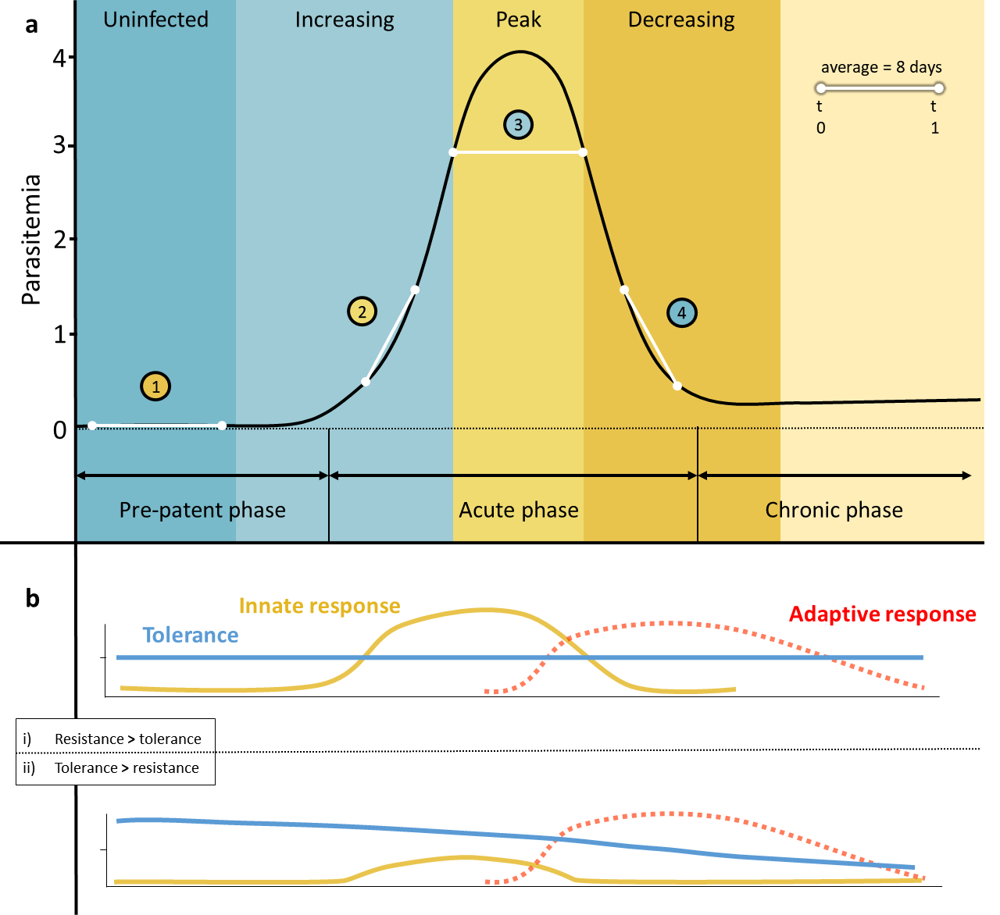 a
Uninfected
Increasing
Peak
Decreasing
4
3
2
1
0
Parasitemia
average = 8 days
t
t
0
1
3
2
4
1
Pre-patent phase
Acute phase
Chronic phase
b
Innate response
Tolerance
Adaptive response
i) Resistance > tolerance
ii) Tolerance > resistance